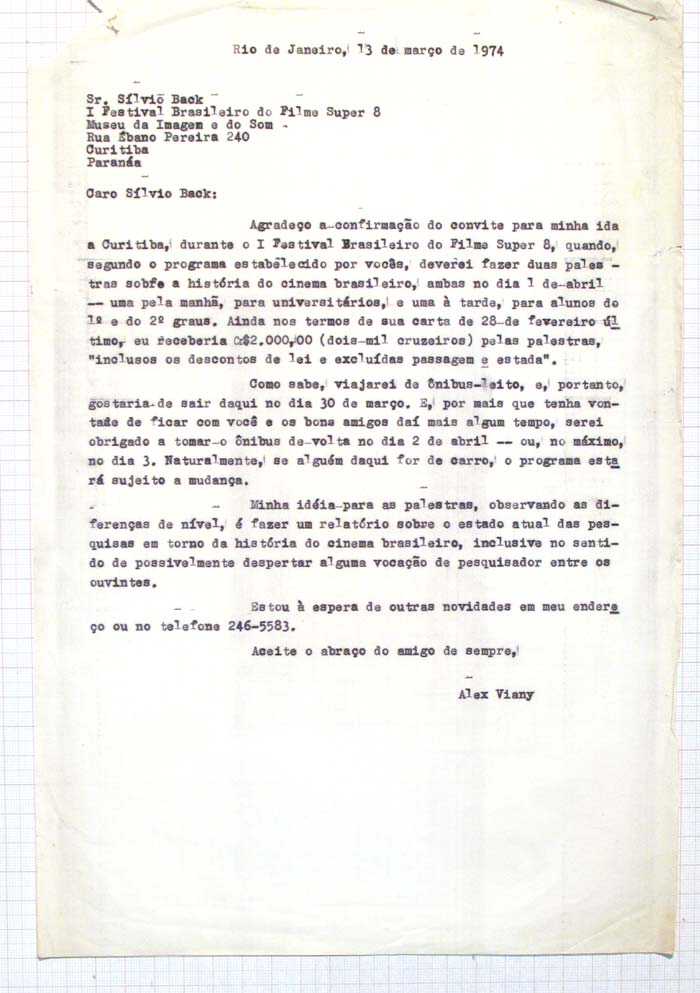 Rio de Janeiro, 13 de março de 1974
Sr. Sílvio Back
I Festival Brasileiro do Filme Super 8
Museu da Imagem e do Som
Rua Ébano Pereira 240
Curitiba
Paranáa
Caro Sílvio Back:
Agradeço a confirmação do convite para minha ida
a Curitiba, durante o I Festival Brasileiro do Filme Super 8, quando,
segundo o programa estabèlecido por vocês, deverei fazer duas pales -
tras sobre a história do cinema brasileiro, ambas no dia 1 de abril
-- uma pela manhã, para universitários, e uma à tarde, para alunos do
1º e do 2º graus. Ainda nos termos de sua carta de 28 de fevereiro úl
timo, eu receberia Cr$2.000,00 (dois mil cruzeiros) pelas palestras,
"inclusos os descontos de lei e excluídas passagem e estada".
Como sabe, viajarei de ônibus-leito, e, portanto,
gostaria de sair daqui no dia 30 de março. E, por mais que tenha von-
tade de ficar com você e os bons amigos daí mais algum tempo, serei
obrigado a tomar o ônibus de volta no dia 2 de abril -- ou, no máximo,
no dia 3. Naturalmente, se alguém daqui for de carro, o programa esta
rá sujeito a mudança.
Minha idéia para as palestras, observando as di-
ferenças de nível, é fazer um relatório sobre o estado atual das pes-
quisas em torno da história do cinema brasileiro, inclusive no senti-
do de possivelmente despertar alguma vocação de pesquisador entre os
ouvintes.
Estou à espera de outras novidades em meu endere
ço ou no telefone 246-5583.
Aceite o abraço do amigo de sempre,
Alex Viany